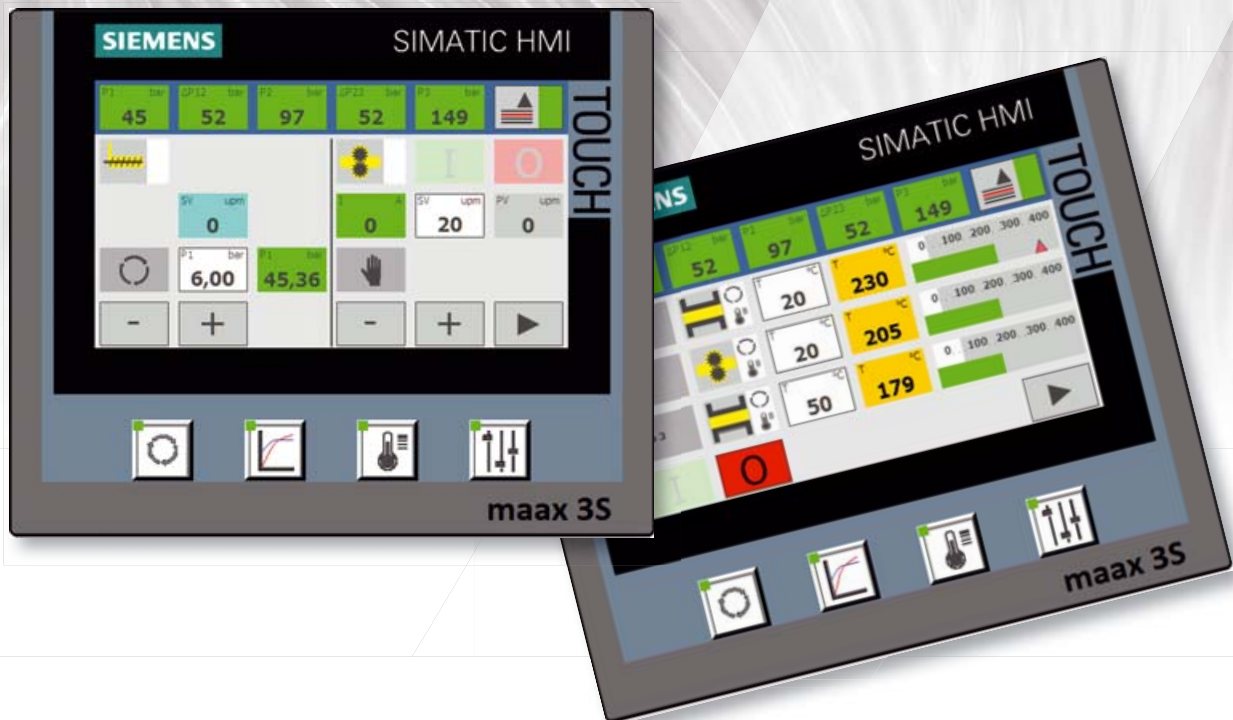 SIEMENS SIMATIC HMI
TOUCH
P1 bar ΔP12 bar P2 bar ΔP23 bar P3 bar
45 52 97 52 149
I O
SV upm I A SV upm PV upm
0 0 20 0
P1 bar P1 bar
6,00 45,36
- + - +
maax 3S
NS SIMATIC HMI
TOUCH
ΔP12 bar P2 bar ΔP23 bar P3 bar
52 97 52 149
T °C T °C 0 100 200 300 400
20 230
T °C T °C 0 100 200 300 400
20 205
T °C T °C 0 100 200 300 400
50 179
I O
maax 3S